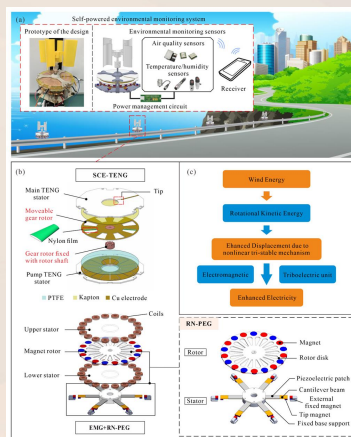 (a)
Self-powered environmental monitoring system
Prototype of the design
Environmental monitoring sensors
Air quality sensors
Temperature/humidity
sensors
Power management circuit
Receiver
(b)
SCE-TENG
Main TENG
stator
Tip
Moveable
gear rotor
Nylon film
Gear rotor fixed
with rotor shaft
Pump TENG
stator
PTFE
Kapton
Cu electrode
Coils
Upper stator
Magnet rotor
Lower stator
EMG+RN-PEG
(c)
Wind Energy
Rotational Kinetic Energy
Ehanced Displacement due to
nonlinear tri-stable mechanism
Electromagnetic
Triboelectric unit
Enhanced Electricity
RN-PEG
Rotor
Magnet
Rotor disk
Stator
Piezoelectric patch
Cantilever beam
External
fixed magnet
Tip magnet
Fixed base support